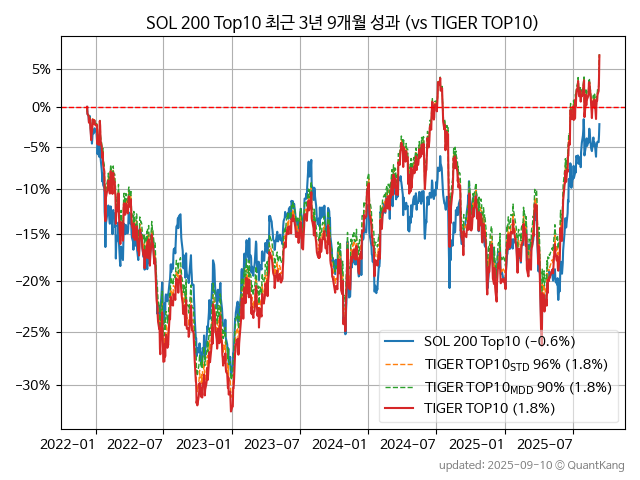 SOL 200 Top10 최근 3년 9개월 성과 (vs TIGER TOP10)
5%
0%
−5%
−10%
−15%
−20%
−25%
−30%
SOL 200 Top10 (−0.6%)
TIGER TOP10STD 96% (1.8%)
TIGER TOP10MDD 90% (1.8%)
TIGER TOP10 (1.8%)
2022−01 2022−07 2023−01 2023−07 2024−01 2024−07 2025−01 2025−07
updated: 2025-09-10 @ QuantKang